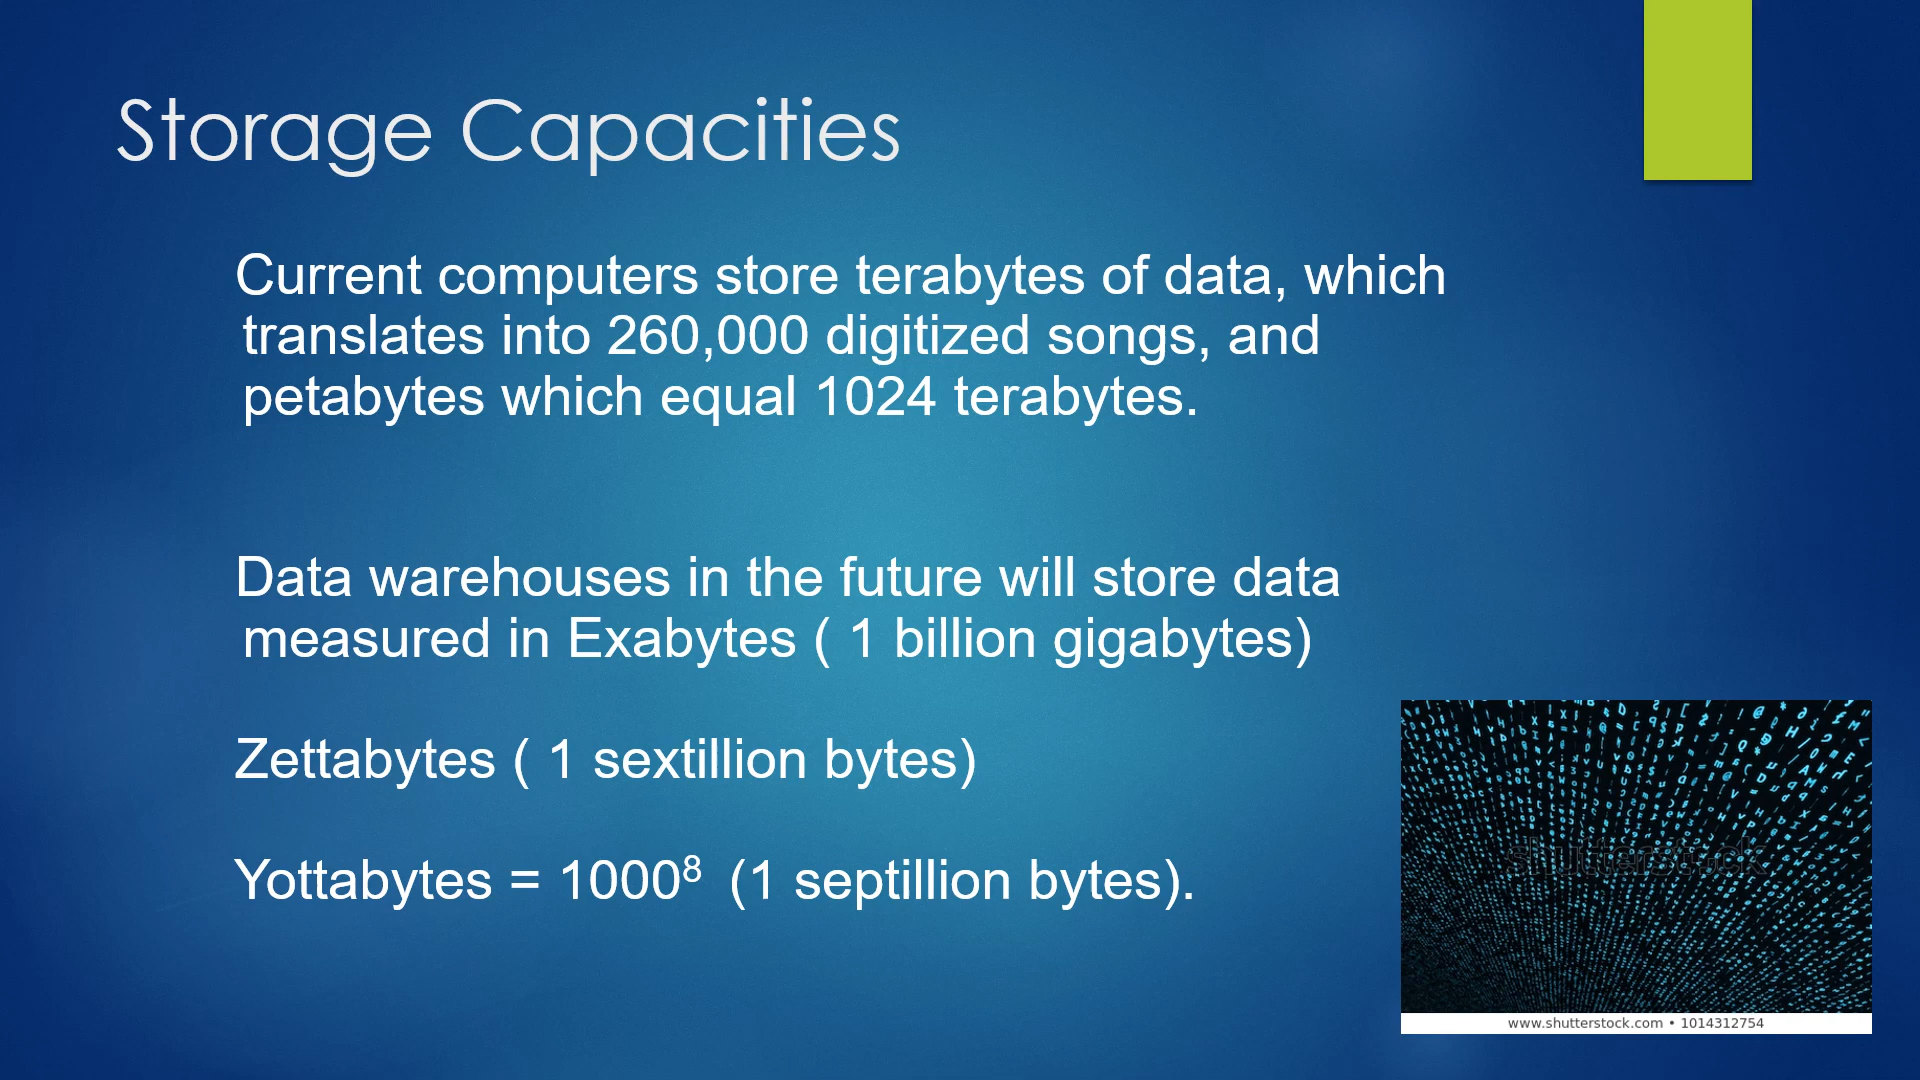 Storage Capacities
Current computers store terabytes of data, which
translates into 260,000 digitized songs, and
petabytes which equal 1024 terabytes.
Data warehouses in the future will store data
measured in Exabytes ( 1 billion gigabytes)
Zettabytes ( 1 sextillion bytes)
Yottabytes = 1000⁸ (1 septillion bytes).
shutterstock
www.shutterstock.com • 1014312754